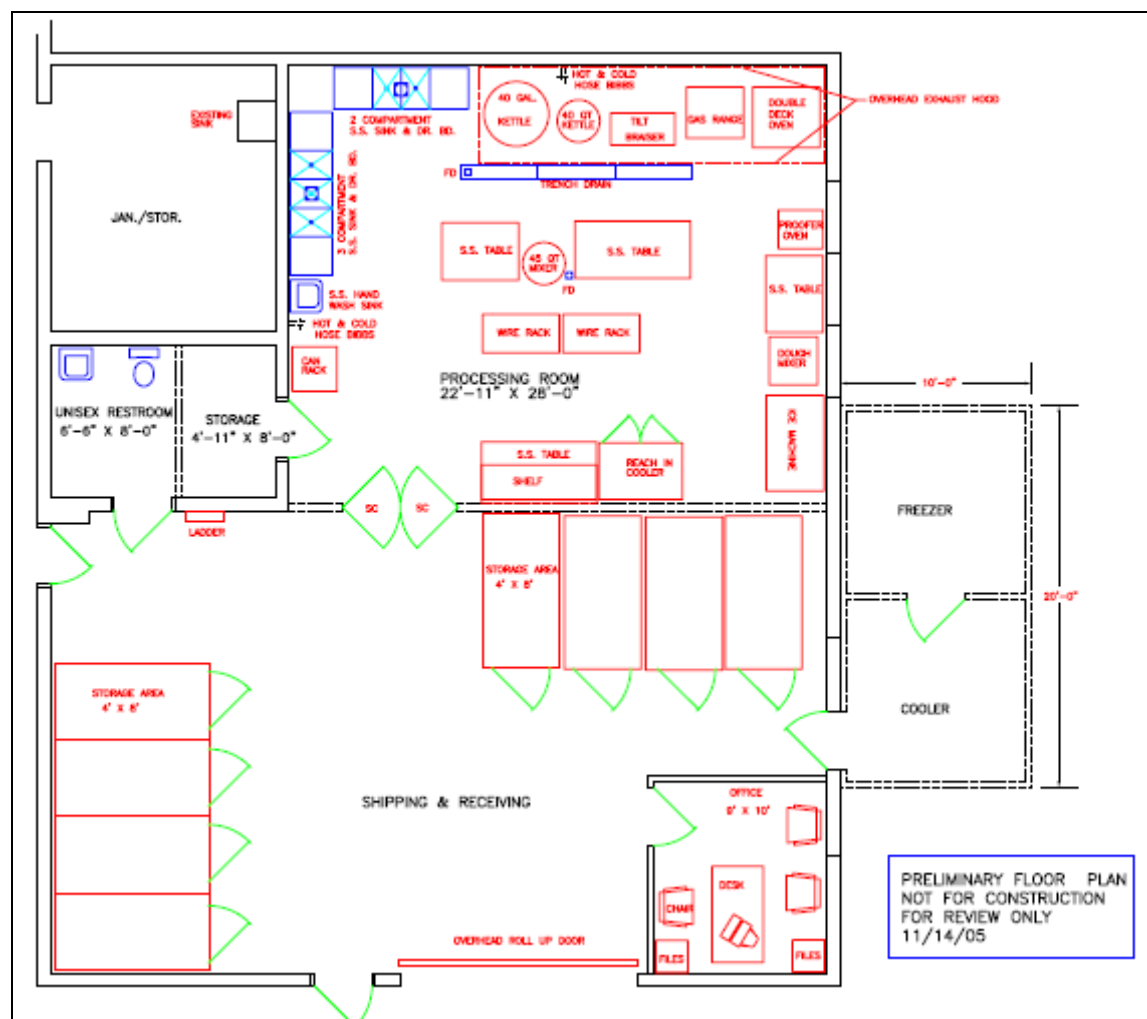 HOT & COLD
HOSE BIBBS
OVERHEAD EXHAUST HOOD
40 GAL.
KETTLE
40 QT
KETTLE
TILT
BRAISER
GAS RANGE
DOUBLE
DECK
OVEN
EXISTING
SINK
2 COMPARTMENT
S.S. SINK & DR. BD.
FD
TRENCH DRAIN
3 COMPARTMENT
S.S. SINK & DR. BD.
JAN./STOR.
PROOFER
OVEN
S.S. TABLE
MIXER
S.S. TABLE
FD
S.S. TABLE
S.S. HAND
WASH SINK
HOT & COLD
HOSE BIBBS
WIRE RACK
WIRE RACK
DOUGH
MIXER
CAN
RACK
PROCESSING ROOM
22'-11" X 28'-0"
10'-0"
UNISEX RESTROOM
6'-6" X 8'-0"
STORAGE
4'-11" X 8'-0"
ICE MACHINE
S.S. TABLE
SHELF
REACH IN
COOLER
SC
SC
LADDER
FREEZER
STORAGE AREA
4' X 8'
20'-0"
STORAGE AREA
4' X 8'
COOLER
SHIPPING & RECEIVING
OFFICE
X 10'
DESK
CHAIR
FILES
FILES
OVERHEAD ROLL UP DOOR
PRELIMINARY FLOOR PLAN
NOT FOR CONSTRUCTION
FOR REVIEW ONLY
11/14/05